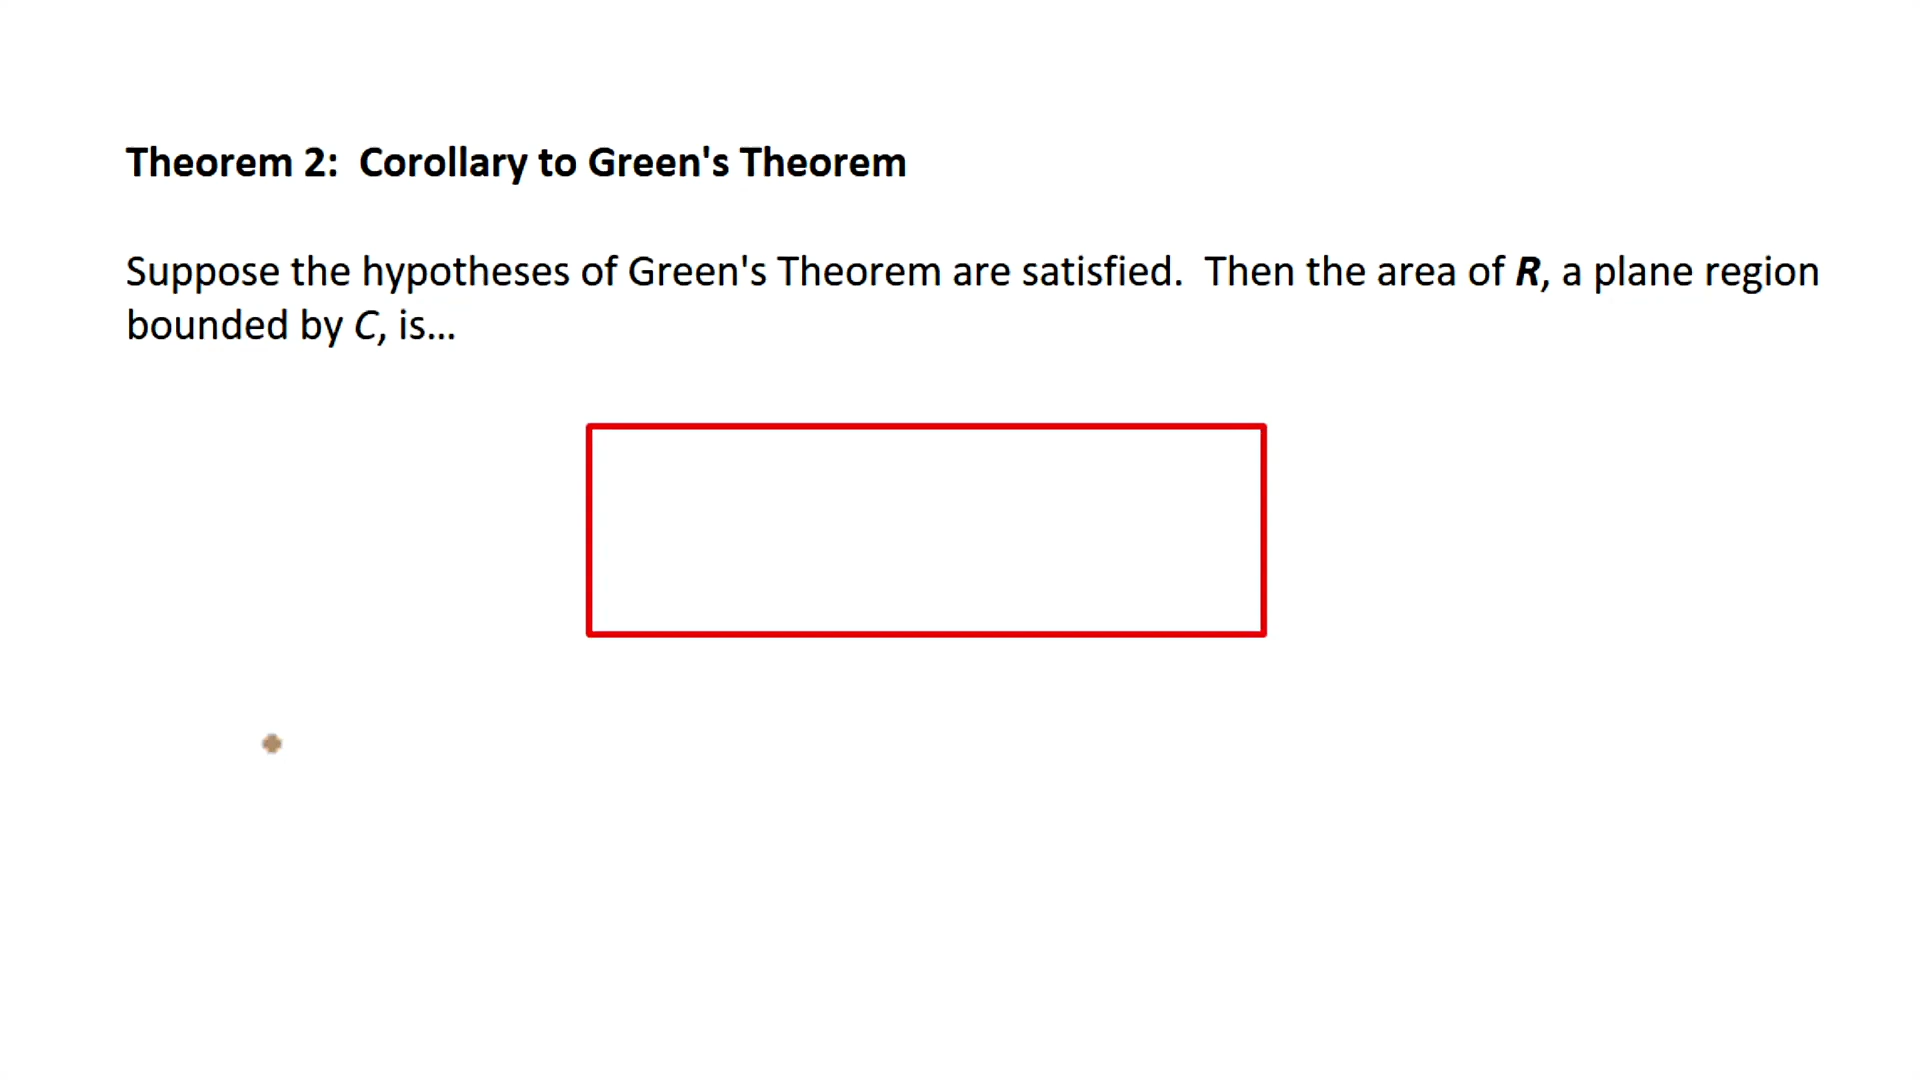 Theorem 2:  Corollary to Green's Theorem
Suppose the hypotheses of Green's Theorem are satisfied.  Then the area of R, a plane region
bounded by C, is...